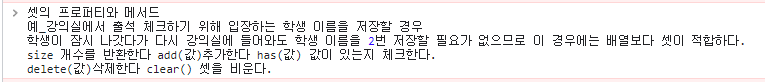 > 셋의 프로퍼티와 메서드
예_강의실에서 출석 체크하기 위해 입장하는 학생 이름을 저장할 경우
학생이 잠시 나갔다가 다시 강의실에 들어와도 학생 이름을 2번 저장할 필요가 없으므로 이 경우에는 배열보다 셋이 적합하다.
size 개수를 반환한다 add(값)추가한다 has(값) 값이 있는지 체크한다.
delete(값)삭제한다 clear() 셋을 비운다.